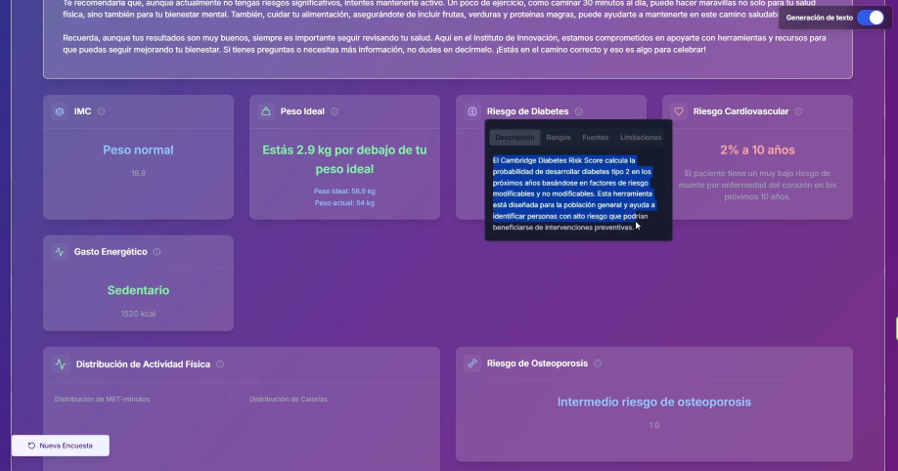 Te recomendaría que, aunque actualmente no tengas riesgos significativos, intentes mantenerte activo. Un poco de ejercicio, como caminar 30 minutos al día, puede hacer maravillas no solo para tu salud
física, sino también para tu bienestar mental. También, cuidar tu alimentación, asegurándote de incluir frutas, verduras y proteínas magras, puede ayudarte a mantenerte en este camino saludable.
Generación de texto
Recuerda, aunque tus resultados son muy buenos, siempre es importante seguir revisando tu salud. Aquí en el Instituto de Innovación, estamos comprometidos en apoyarte con herramientas y recursos para
que puedas seguir mejorando tu bienestar. Si tienes preguntas o necesitas más información, no dudes en decírmelo. ¡Estás en el camino correcto y eso es algo para celebrar!
IMC
Peso normal
19.8
Peso Ideal
Estás 2.9 kg por debajo de tu
peso ideal
Peso ideal: 56.9 kg
Peso actual: 54 kg
Riesgo de Diabetes
Descripción Rangos Fuentes Limitaciones
El Cambridge Diabetes Risk Score calcula la
probabilidad de desarrollar diabetes tipo 2 en los
próximos años basándose en factores de riesgo
modificables y no modificables. Esta herramienta
está diseñada para la población general y ayuda a
identificar personas con alto riesgo que podrían
beneficiarse de intervenciones preventivas.
Riesgo Cardiovascular
2% a 10 años
El paciente tiene un muy bajo riesgo de
muerte por enfermedad del corazón en los
próximos 10 años.
Gasto Energético
Sedentario
1520 kcal
Distribución de Actividad Física
Distribución de MET-minutos
Distribución de Calorías
Riesgo de Osteoporosis
Intermedio riesgo de osteoporosis
1.0
Nueva Encuesta